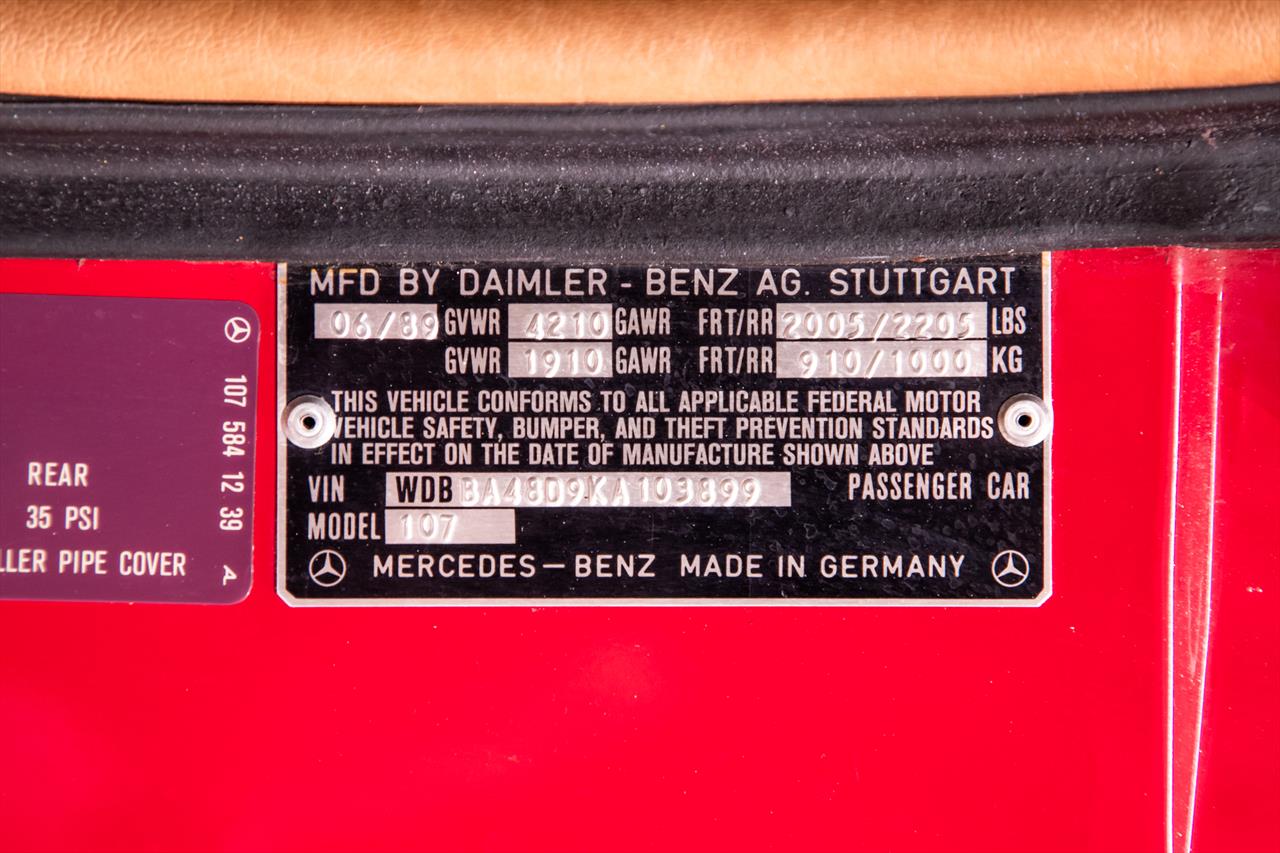 MFD BY DAIMLER - BENZ AG. STUTTGART
06/89 GVWR 4210 GAWR FRT/RR 2005/2205 LBS
GVWR 1910 GAWR FRT/RR 910/1000 KG
THIS VEHICLE CONFORMS TO ALL APPLICABLE FEDERAL MOTOR
VEHICLE SAFETY, BUMPER, AND THEFT PREVENTION STANDARDS
IN EFFECT ON THE DATE OF MANUFACTURE SHOWN ABOVE
VIN WDBBA48D9KA103899 PASSENGER CAR
MODEL 107
MERCEDES - BENZ MADE IN GERMANY
REAR
35 PSI
LLER PIPE COVER
107 584 12 39 A